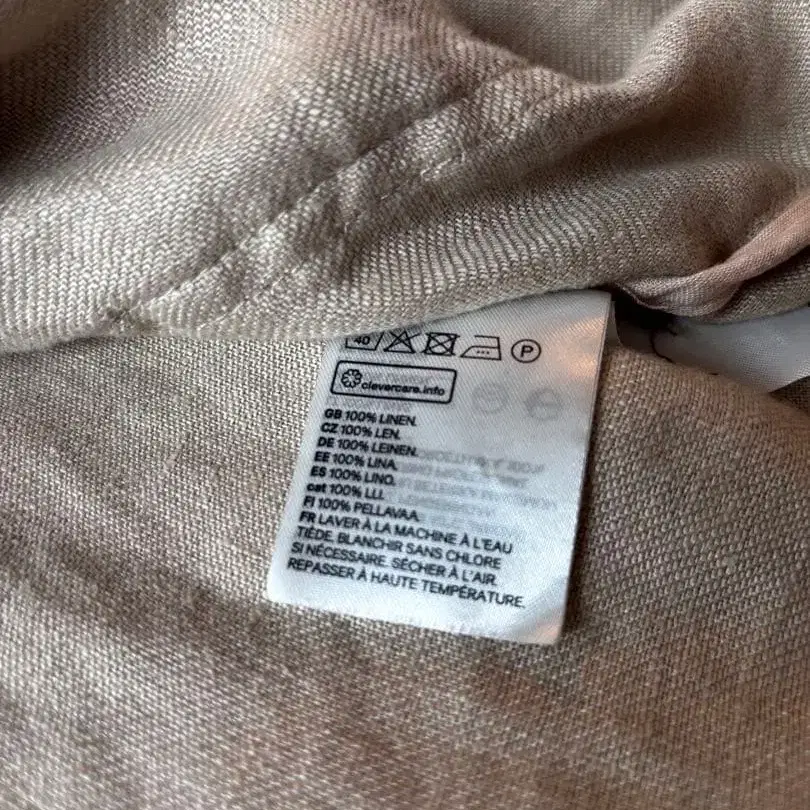 40 P
clevercare.info
GB 100% LINEN.
CZ 100% LEN.
DE 100% LEINEN.
EE 100% LINA.
ES 100% LINO.
cat 100% LLI.
FI 100% PELLAVAA.
FR LAVER À LA MACHINE À L'EAU
TIÈDE. BLANCHIR SANS CHLORE
SI NÉCESSAIRE. SÉCHER À L'AIR.
REPASSER À HAUTE TEMPÉRATURE.